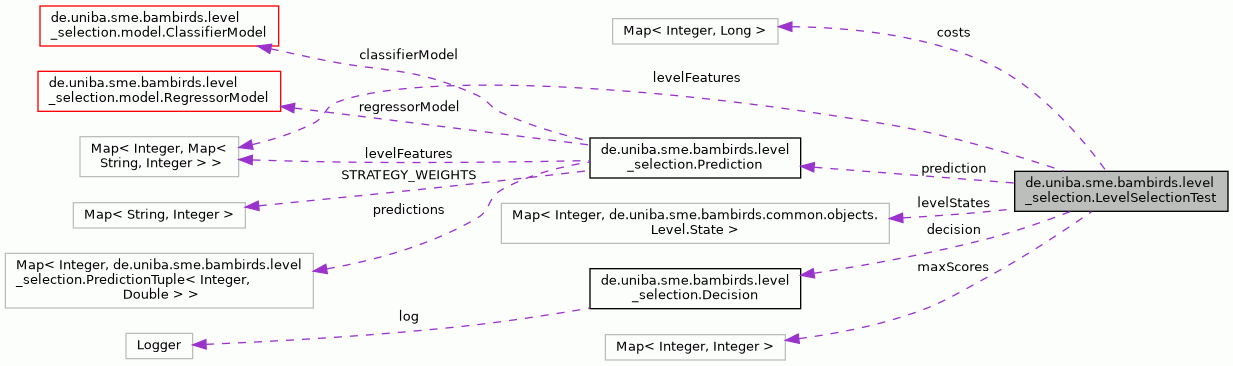 de.uniba.sme.bambirds.level
_selection.model.ClassifierModel
Map< Integer, Long >
costs
classifierModel
levelFeatures
de.uniba.sme.bambirds.level
_selection.model.RegressorModel
regressorModel
Map< Integer, Map<
String, Integer > >
levelFeatures
de.uniba.sme.bambirds.level
_selection.Prediction
prediction
de.uniba.sme.bambirds.level
_selection.LevelSelectionTest
STRATEGY_WEIGHTS
Map< String, Integer >
predictions
Map< Integer, de.uniba.sme.bambirds.common.objects.
Level.State >
levelStates
decision
Map< Integer, de.uniba.sme.bambirds.level
_selection.PredictionTuple< Integer,
Double > >
de.uniba.sme.bambirds.level
_selection.Decision
maxScores
log
Logger
Map< Integer, Integer >